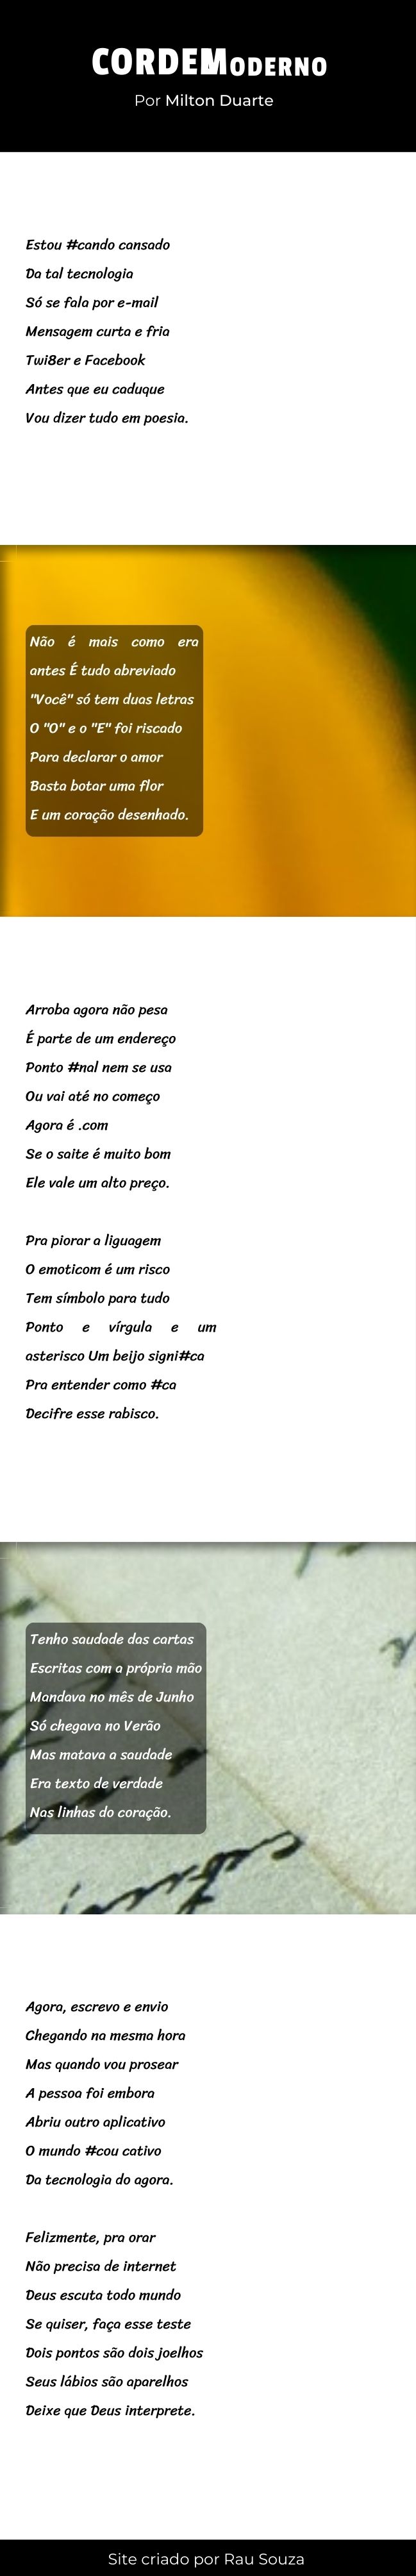 CORDEMODERNO
Por Milton Duarte
Estou #cando cansado
Da tal tecnologia
Só se fala por e-mail
Mensagem curta e fria
Twi8er e Facebook
Antes que eu caduque
Vou dizer tudo em poesia.
Não é mais como era
antes É tudo abreviado
"Você" só tem duas letras
O "O" e o "E" foi riscado
Para declarar o amor
Basta botar uma flor
E um coração desenhado.
Arroba agora não pesa
É parte de um endereço
Ponto #nal nem se usa
Ou vai até no começo
Agora é .com
Se o saite é muito bom
Ele vale um alto preço.
Pra piorar a liguagem
O emoticom é um risco
Tem símbolo para tudo
Ponto e vírgula e um
asterisco Um beijo signi#ca
Pra entender como #ca
Decifre esse rabisco.
Tenho saudade das cartas
Escritas com a própria mão
Mandava no mês de Junho
Só chegava no Verão
Mas matava a saudade
Era texto de verdade
Nas linhas do coração.
Agora, escrevo e envio
Chegando na mesma hora
Mas quando vou prosear
A pessoa foi embora
Abriu outro aplicativo
O mundo #cou cativo
Da tecnologia do agora.
Felizmente, pra orar
Não precisa de internet
Deus escuta todo mundo
Se quiser, faça esse teste
Dois pontos são dois joelhos
Seus lábios são aparelhos
Deixe que Deus interprete.
Site criado por Rau Souza